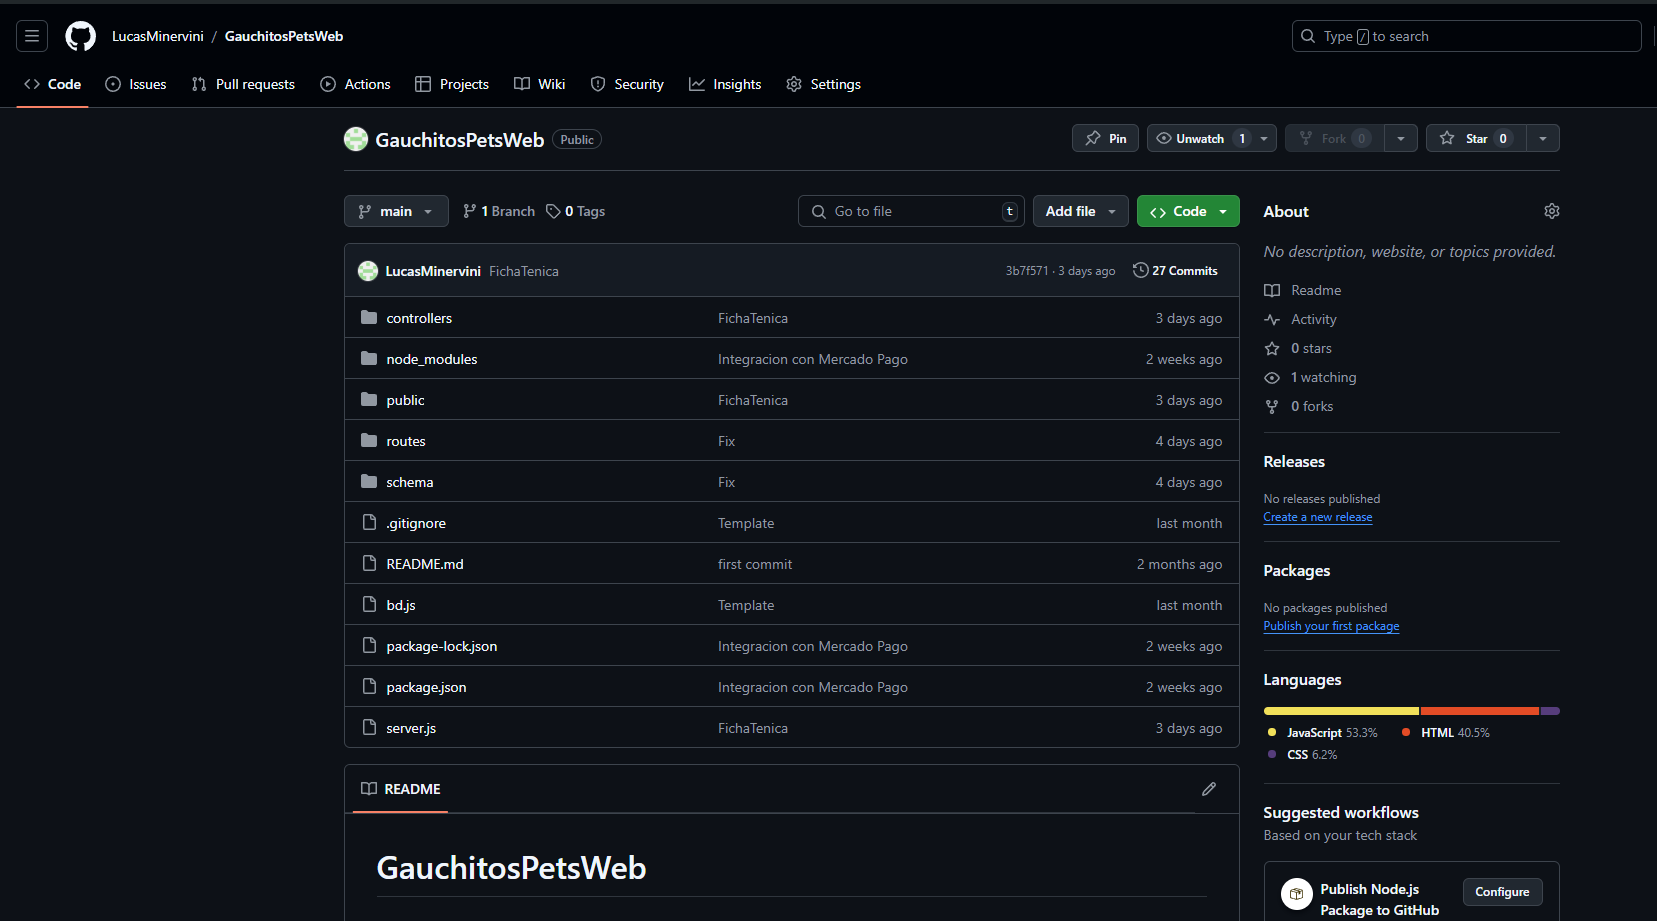 LucasMinervini / GauchitosPetsWeb
Type / to search
Code Issues Pull requests Actions Projects Wiki Security Insights Settings
GauchitosPetsWeb Public
Pin Unwatch 1 Fork 0 Star 0
main 1 Branch 0 Tags Go to file t Add file Code
LucasMinervini FichaTenica 3b7f571 · 3 days ago 27 Commits
controllers FichaTenica 3 days ago
node_modules Integracion con Mercado Pago 2 weeks ago
public FichaTenica 3 days ago
routes Fix 4 days ago
schema Fix 4 days ago
.gitignore Template last month
README.md first commit 2 months ago
bd.js Template last month
package-lock.json Integracion con Mercado Pago 2 weeks ago
package.json Integracion con Mercado Pago 2 weeks ago
server.js FichaTenica 3 days ago
README
GauchitosPetsWeb
About
No description, website, or topics provided.
Readme
Activity
0 stars
1 watching
0 forks
Releases
No releases published
Create a new release
Packages
No packages published
Publish your first package
Languages
JavaScript 53.3% HTML 40.5%
CSS 6.2%
Suggested workflows
Based on your tech stack
Publish Node.js Configure
Package to GitHub